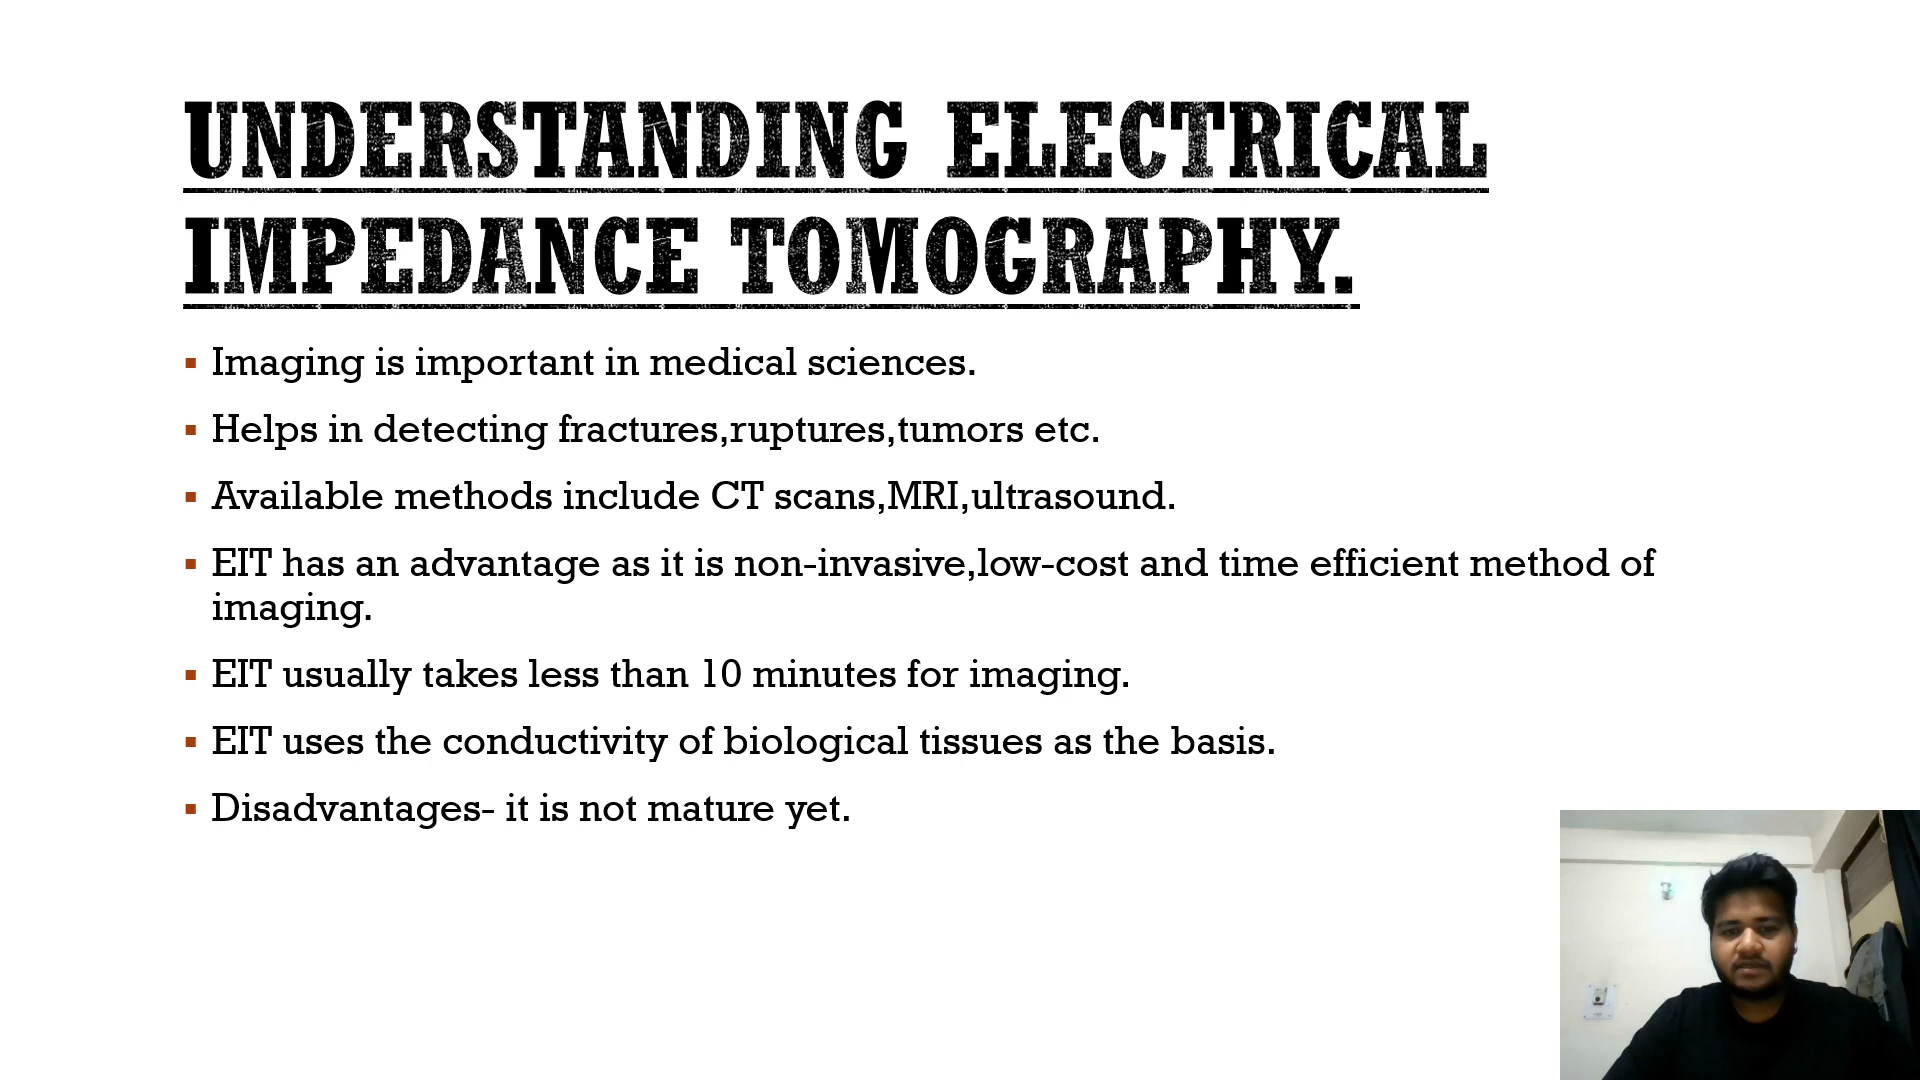 UNDERSTANDING ELECTRICAL
IMPEDANCE TOMOGRAPHY.
▪ Imaging is important in medical sciences.
▪ Helps in detecting fractures,ruptures,tumors etc.
▪ Available methods include CT scans,MRI,ultrasound.
▪ EIT has an advantage as it is non-invasive,low-cost and time efficient method of
imaging.
▪ EIT usually takes less than 10 minutes for imaging.
▪ EIT uses the conductivity of biological tissues as the basis.
▪ Disadvantages- it is not mature yet.